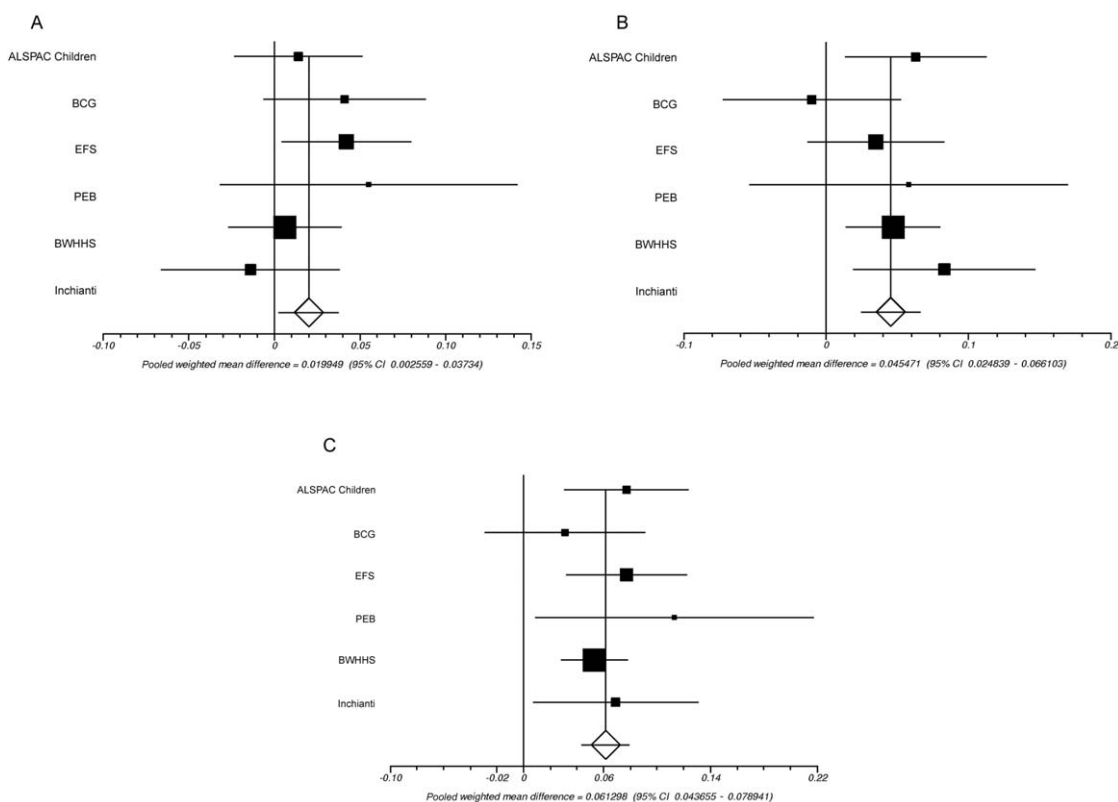 A
ALSPAC Children
BCG
EFS
PEB
BWHHS
Inchianti
-0.10 -0.05 0 0.05 0.10 0.15
Pooled weighted mean difference = 0.019949 (95% CI 0.002559 - 0.03734)
B
ALSPAC Children
BCG
EFS
PEB
BWHHS
Inchianti
-0.1 0 0.1 0.2
Pooled weighted mean difference = 0.045471 (95% CI 0.024839 - 0.066103)
C
ALSPAC Children
BCG
EFS
PEB
BWHHS
Inchianti
-0.10 -0.02 0 0.06 0.14 0.22
Pooled weighted mean difference = 0.061298 (95% CI 0.043655 - 0.078941)